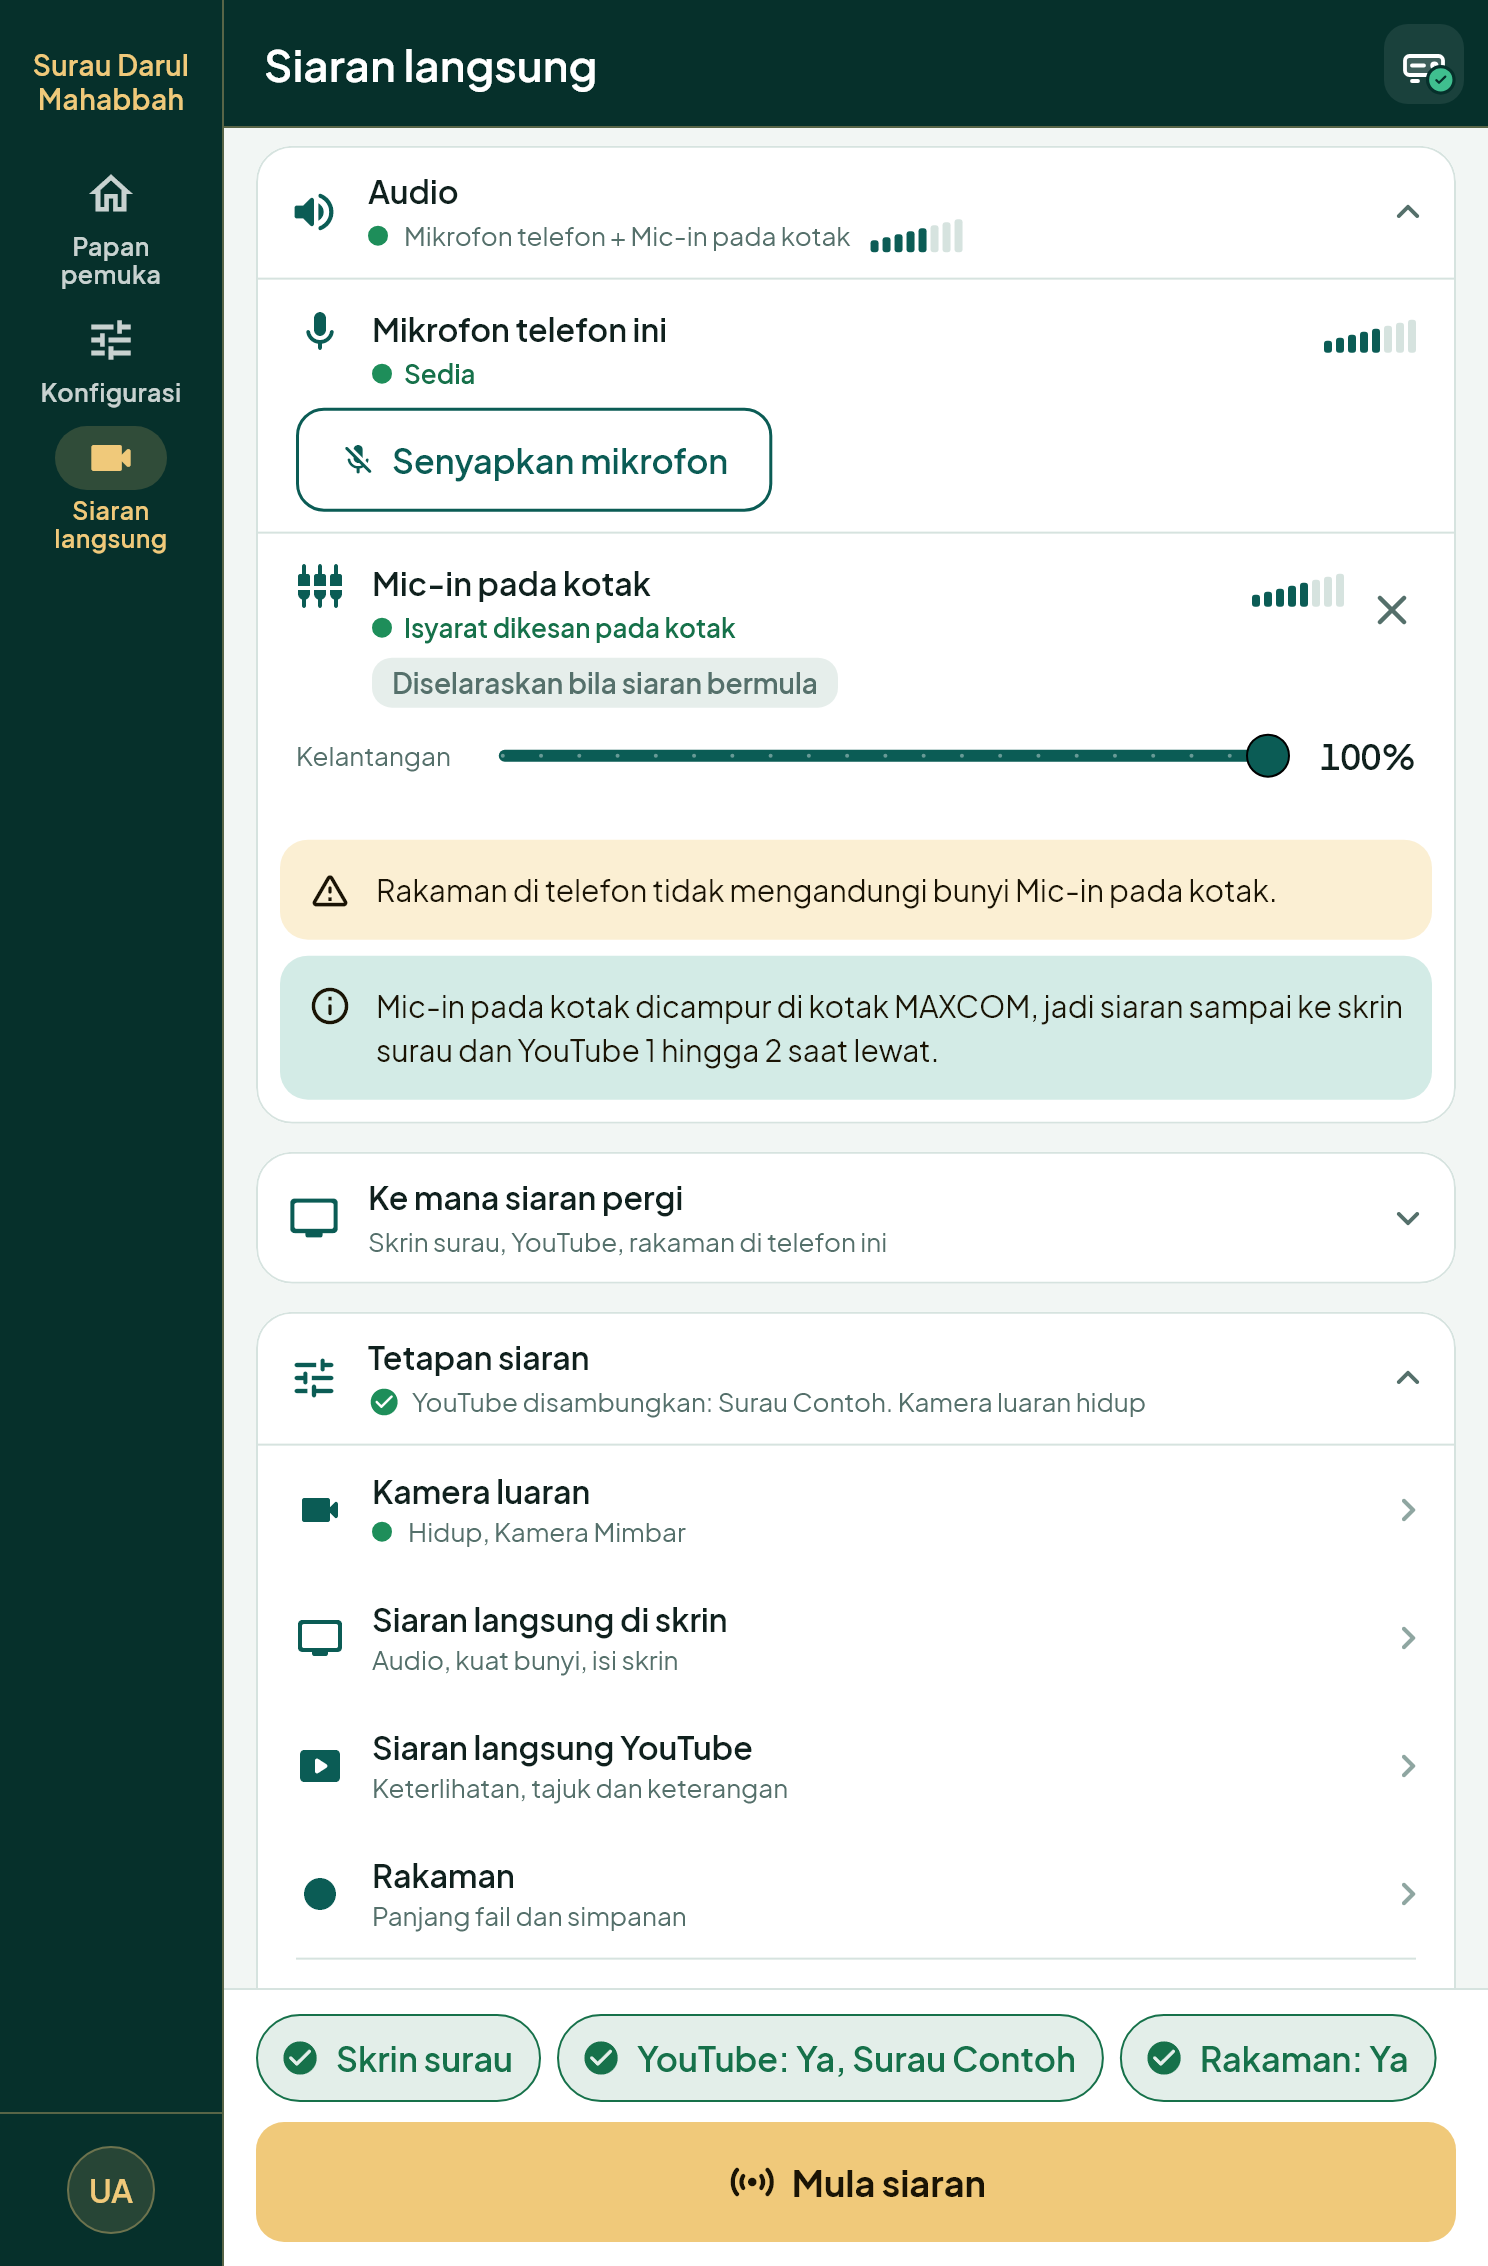 Surau Darul
Mahabbah
Papan
pemuka
Konfigurasi
Siaran
langsung
UA
Siaran langsung
Audio
Mikrofon telefon + Mic-in pada kotak
Mikrofon telefon ini
Sedia
Senyapkan mikrofon
Mic-in pada kotak
Isyarat dikesan pada kotak
Diselaraskan bila siaran bermula
Kelantangan 100%
Rakaman di telefon tidak mengandungi bunyi Mic-in pada kotak.
Mic-in pada kotak dicampur di kotak MAXCOM, jadi siaran sampai ke skrin
surau dan YouTube 1 hingga 2 saat lewat.
Ke mana siaran pergi
Skrin surau, YouTube, rakaman di telefon ini
Tetapan siaran
YouTube disambungkan: Surau Contoh. Kamera luaran hidup
Kamera luaran
Hidup, Kamera Mimbar
Siaran langsung di skrin
Audio, kuat bunyi, isi skrin
Siaran langsung YouTube
Keterlihatan, tajuk dan keterangan
Rakaman
Panjang fail dan simpanan
Skrin surau
YouTube: Ya, Surau Contoh
Rakaman: Ya
Mula siaran